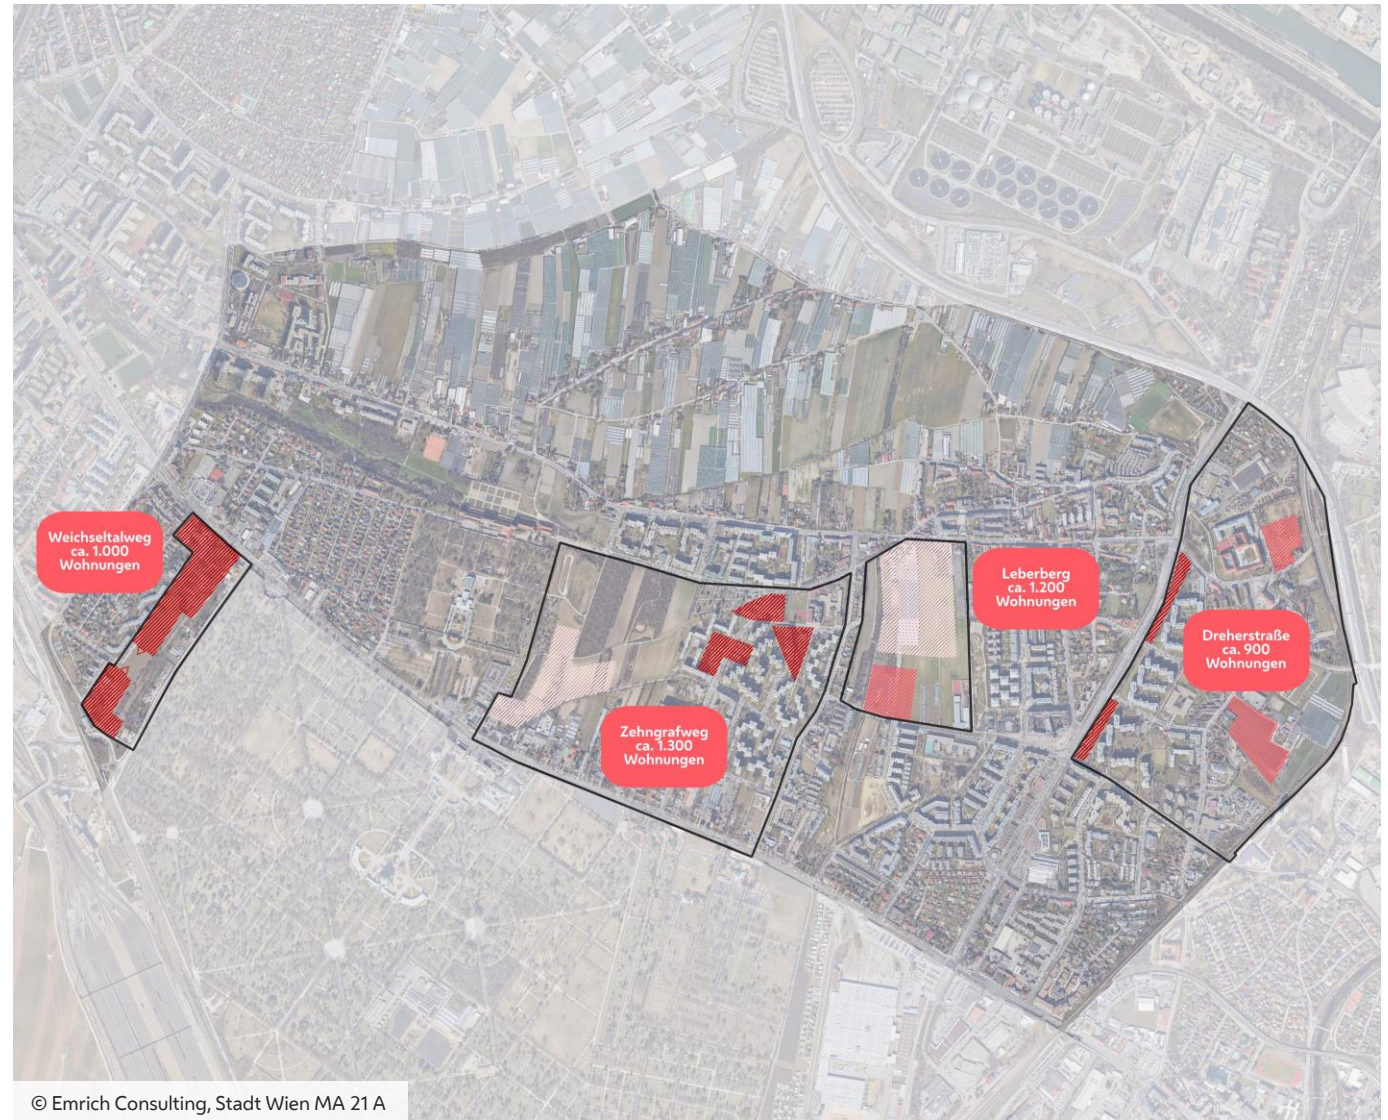 Weichseltalweg
ca. 1.000
Wohnungen
Leberberg
ca. 1.200
Wohnungen
Dreherstraße
ca. 900
Wohnungen
Zehngrafweg
ca. 1.300
Wohnungen
© Emrich Consulting, Stadt Wien MA 21 A